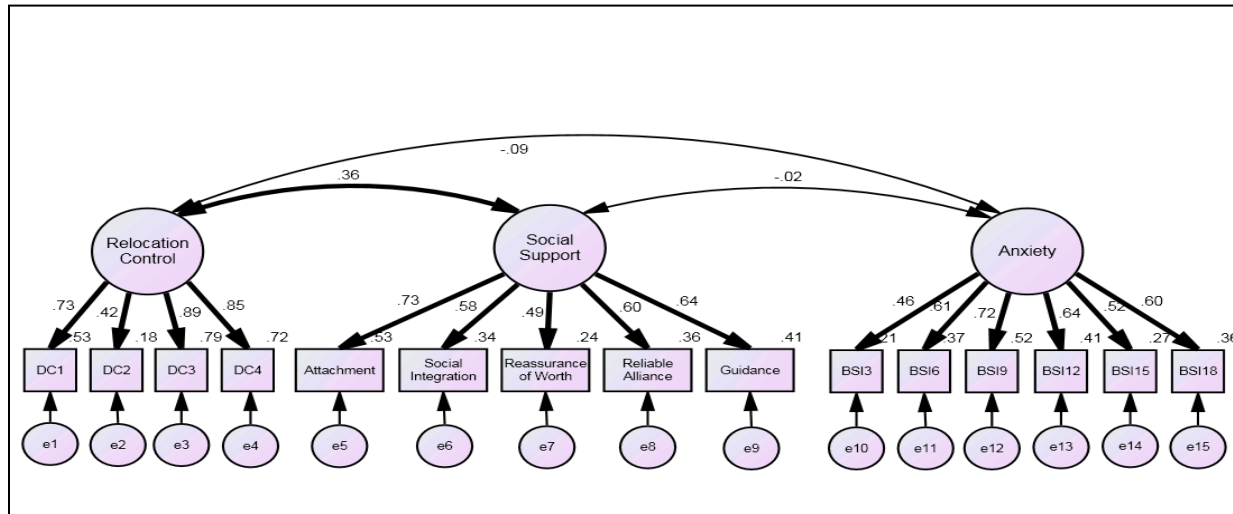 -.09
.36
-.02
Relocation
Control
Social
Support
Anxiety
.73
.42
.89
.85
.73
.58
.49
.60
.64
.46
.61
.72
.64
.52
.60
.53
.18
.79
.72
.53
.34
.24
.36
.41
.21
.37
.52
.41
.27
.36
DC1
DC2
DC3
DC4
Attachment
Social
Integration
Reassurance
of Worth
Reliable
Alliance
Guidance
BSI3
BSI6
BSI9
BSI12
BSI15
BSI18
e1
e2
e3
e4
e5
e6
e7
e8
e9
e10
e11
e12
e13
e14
e15